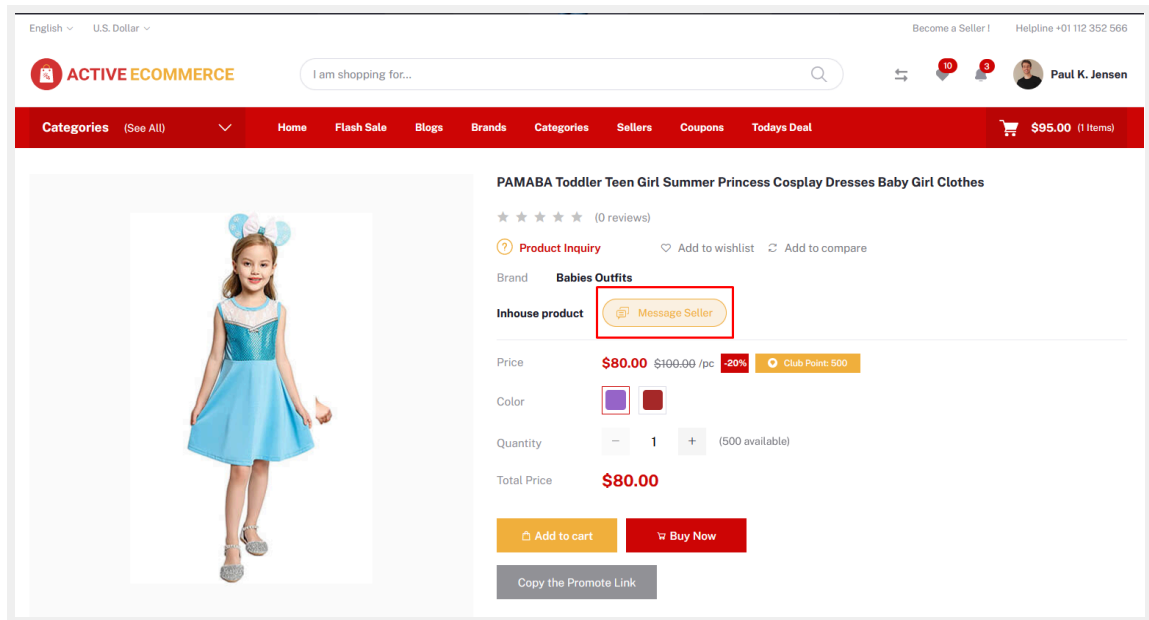 English U.S. Dollar Become a Seller ! Helpline +01 112 352 566
ACTIVE ECOMMERCE I am shopping for... 10 3 Paul K. Jensen
Categories (See All) Home Flash Sale Blogs Brands Categories Sellers Coupons Todays Deal $95.00 (1 Items)
PAMABA Toddler Teen Girl Summer Princess Cosplay Dresses Baby Girl Clothes
(0 reviews)
? Product Inquiry Add to wishlist Add to compare
Brand Babies Outfits
Inhouse product Message Seller
Price $80.00 $100.00 /pc -20% Club Point: 500
Color
Quantity − 1 + (500 available)
Total Price $80.00
Add to cart Buy Now
Copy the Promote Link